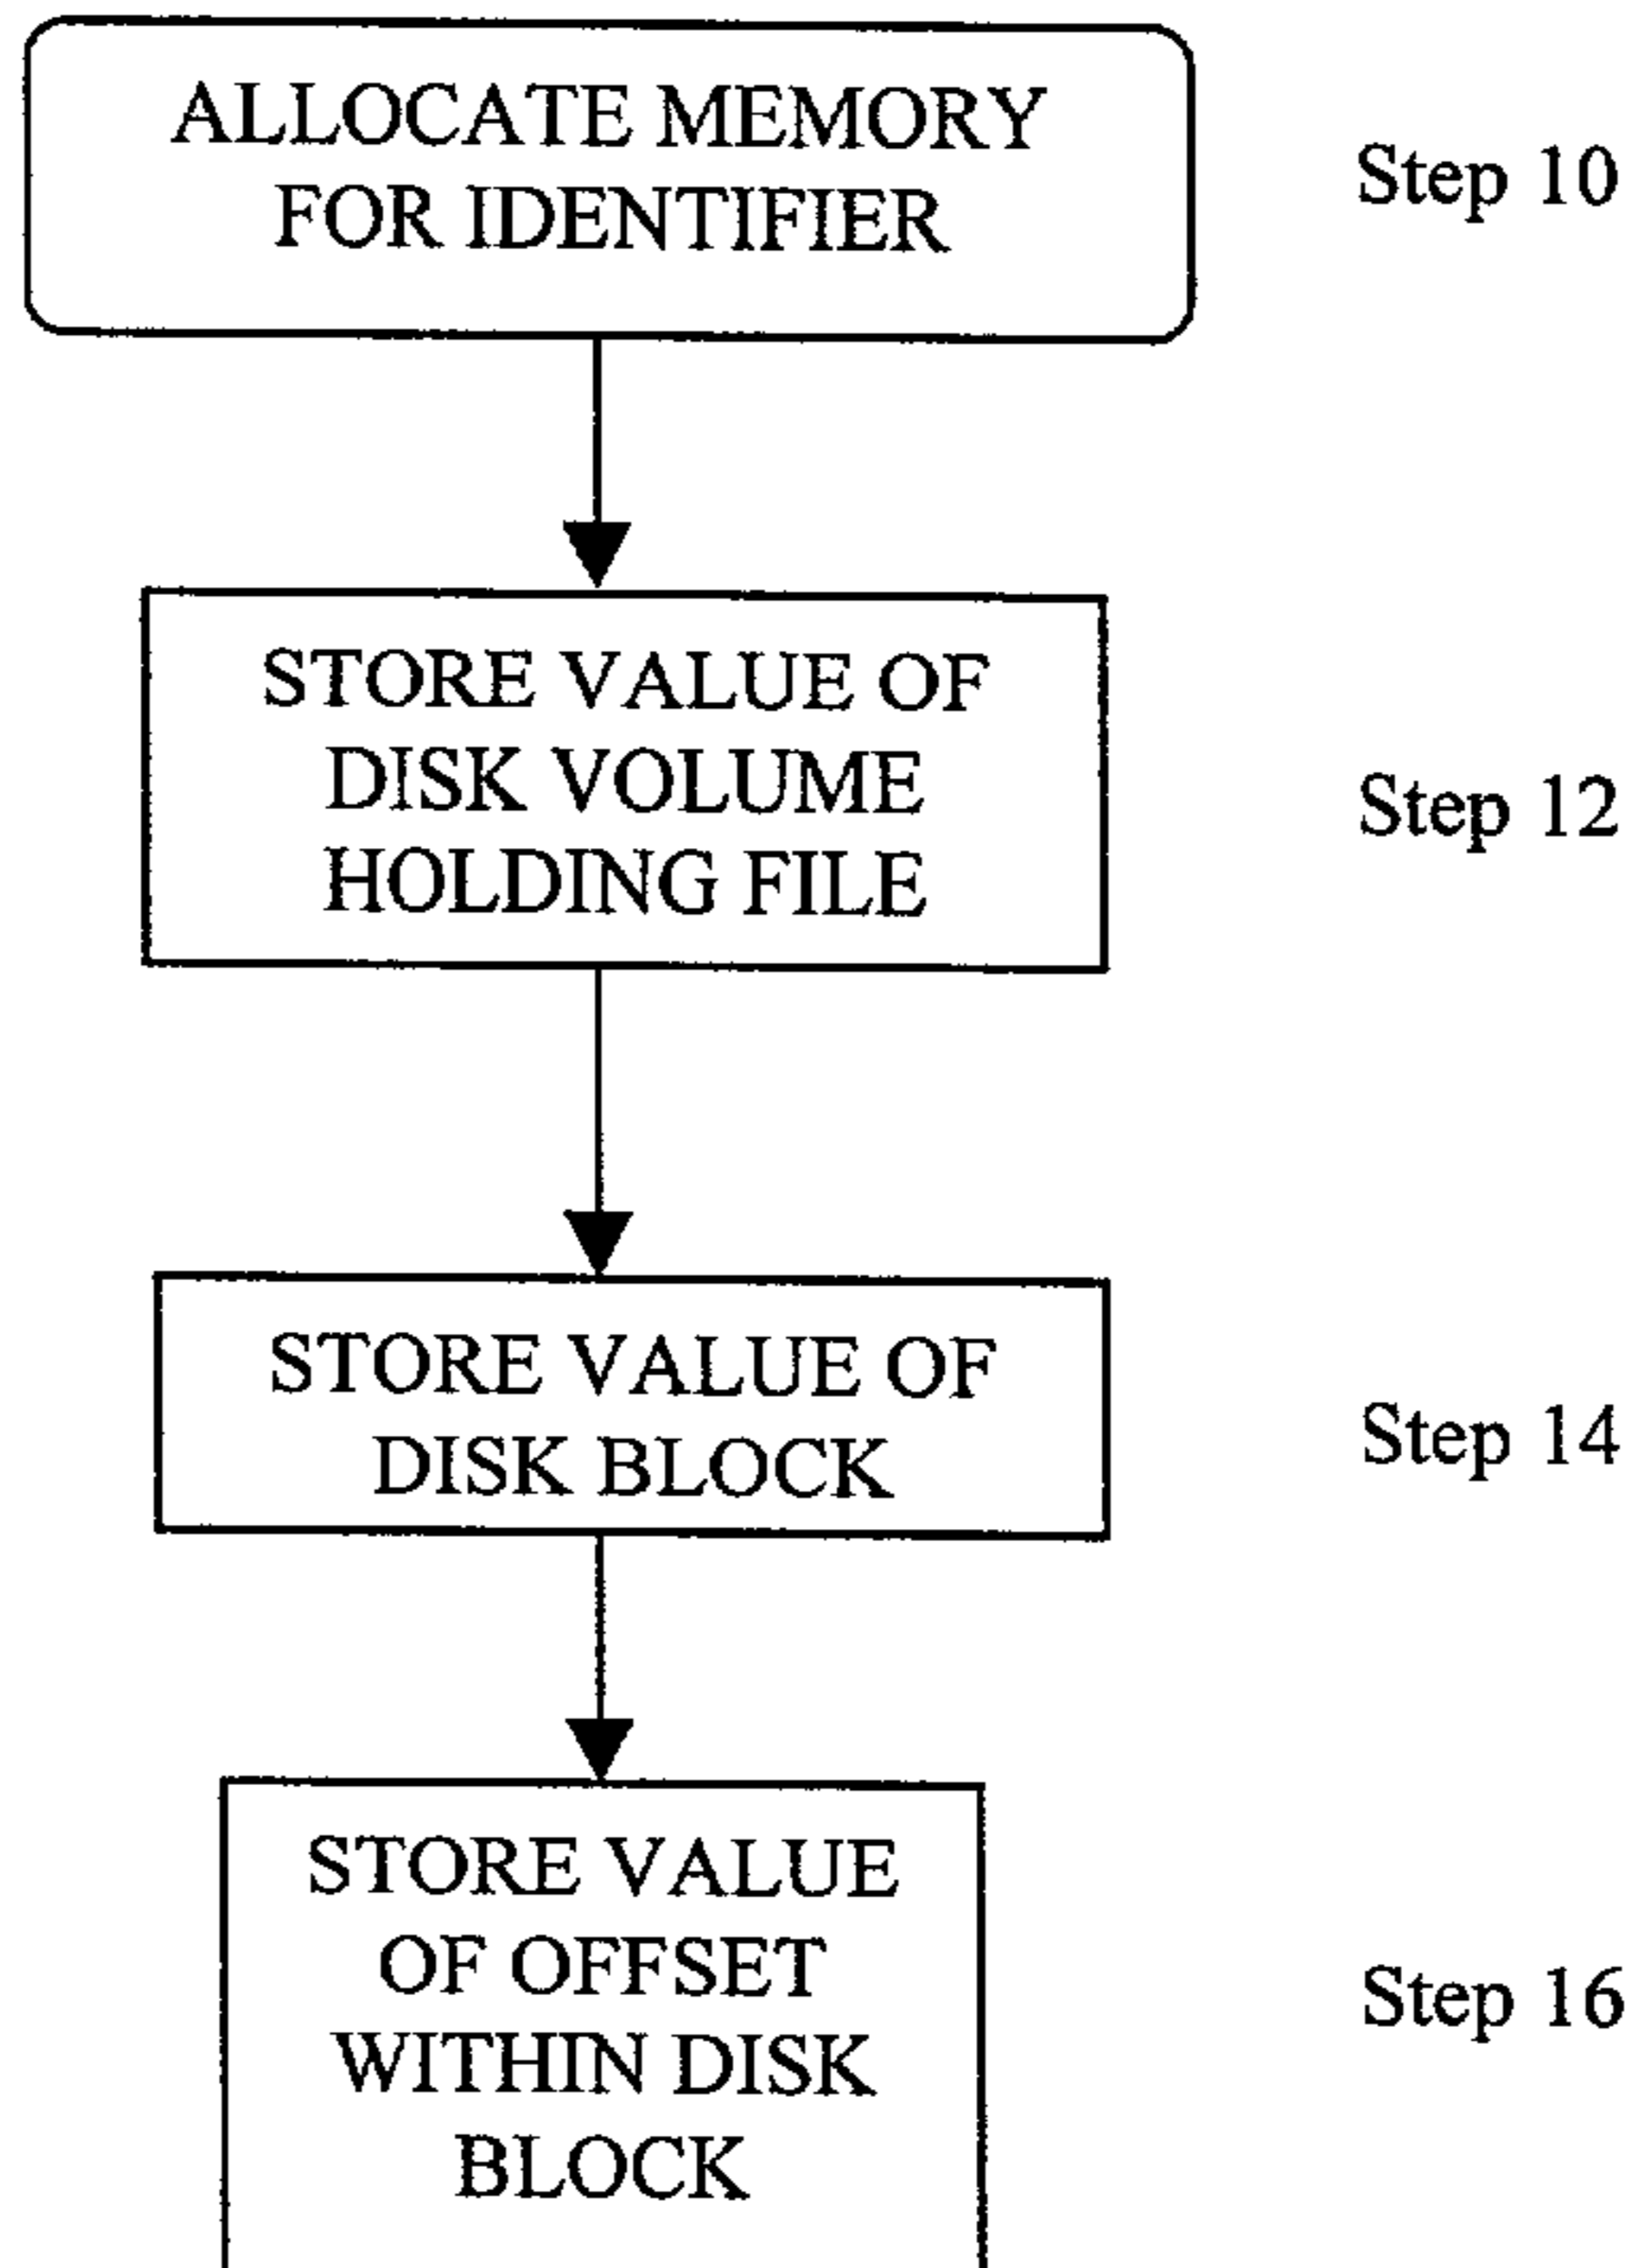 ALLOCATE MEMORY
FOR IDENTIFIER
Step 10
STORE VALUE OF
DISK VOLUME
HOLDING FILE
Step 12
STORE VALUE OF
DISK BLOCK
Step 14
STORE VALUE
OF OFFSET
WITHIN DISK
BLOCK
Step 16